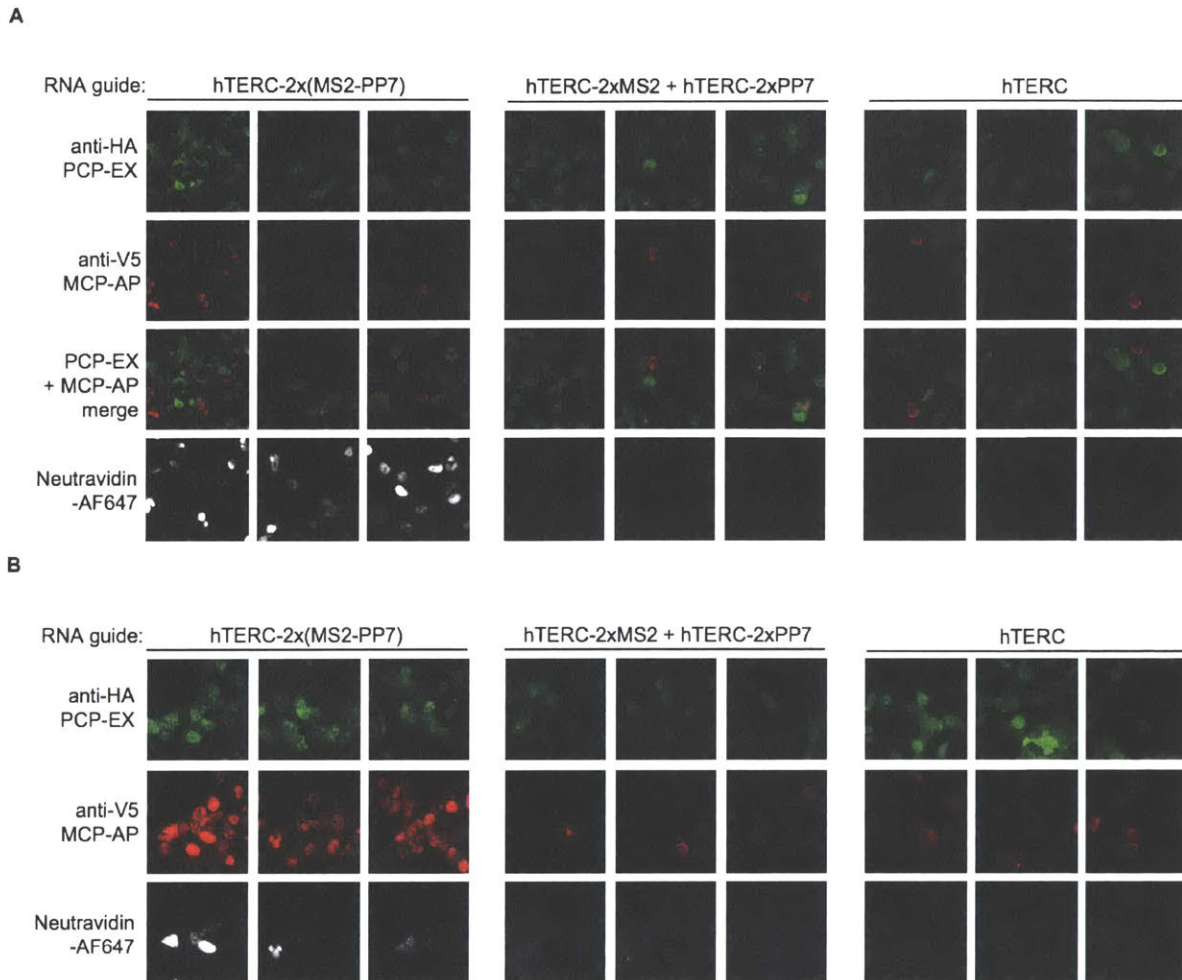 A
RNA guide: hTERC-2x(MS2-PP7) hTERC-2xMS2 + hTERC-2xPP7 hTERC
anti-HA
PCP-EX
anti-V5
MCP-AP
PCP-EX
+ MCP-AP
merge
Neutravidin
-AF647
B
RNA guide: hTERC-2x(MS2-PP7) hTERC-2xMS2 + hTERC-2xPP7 hTERC
anti-HA
PCP-EX
anti-V5
MCP-AP
Neutravidin
-AF647